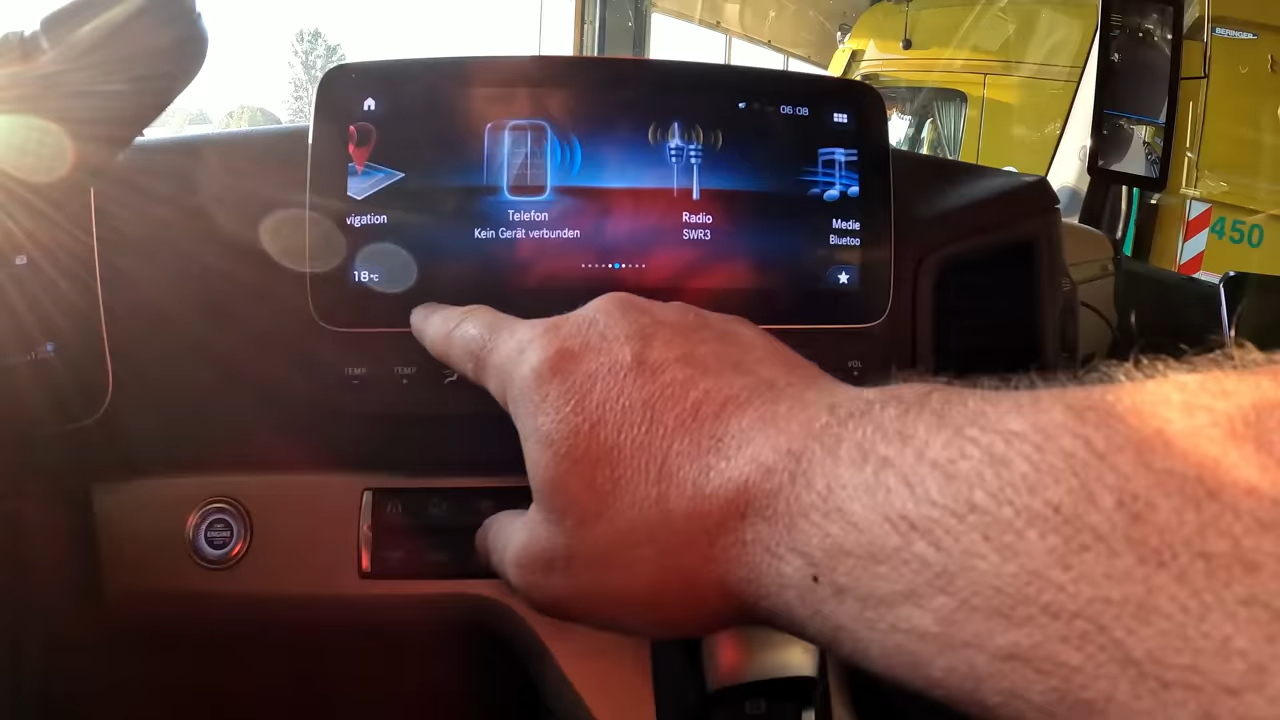 06:08
vigation
Telefon
Kein Gerät verbunden
Radio
SWR3
Medie
Bluetoo
18°C
TEMP
-
TEMP
+
VOL
+
ENGINE
BERINGER
450